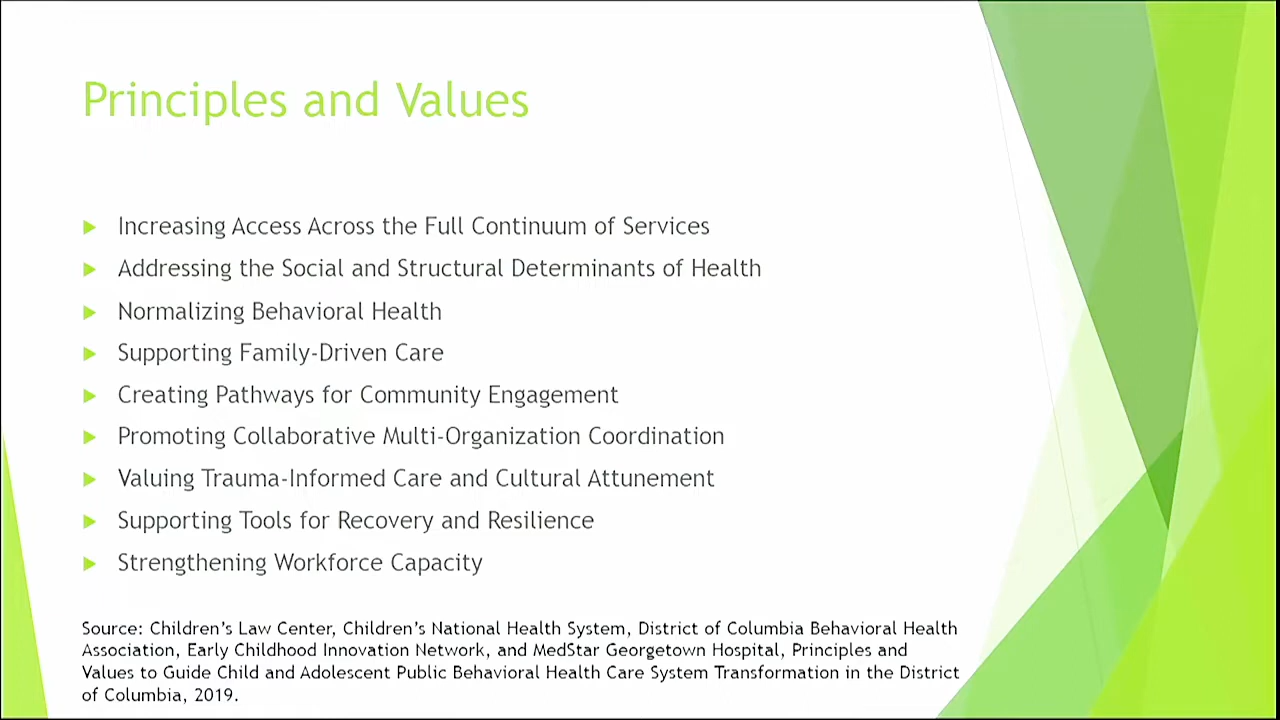 Principles and Values
Increasing Access Across the Full Continuum of Services
Addressing the Social and Structural Determinants of Health
Normalizing Behavioral Health
Supporting Family-Driven Care
Creating Pathways for Community Engagement
Promoting Collaborative Multi-Organization Coordination
Valuing Trauma-Informed Care and Cultural Attunement
Supporting Tools for Recovery and Resilience
Strengthening Workforce Capacity
Source: Children’s Law Center, Children’s National Health System, District of Columbia Behavioral Health
Association, Early Childhood Innovation Network, and MedStar Georgetown Hospital, Principles and
Values to Guide Child and Adolescent Public Behavioral Health Care System Transformation in the District
of Columbia, 2019.